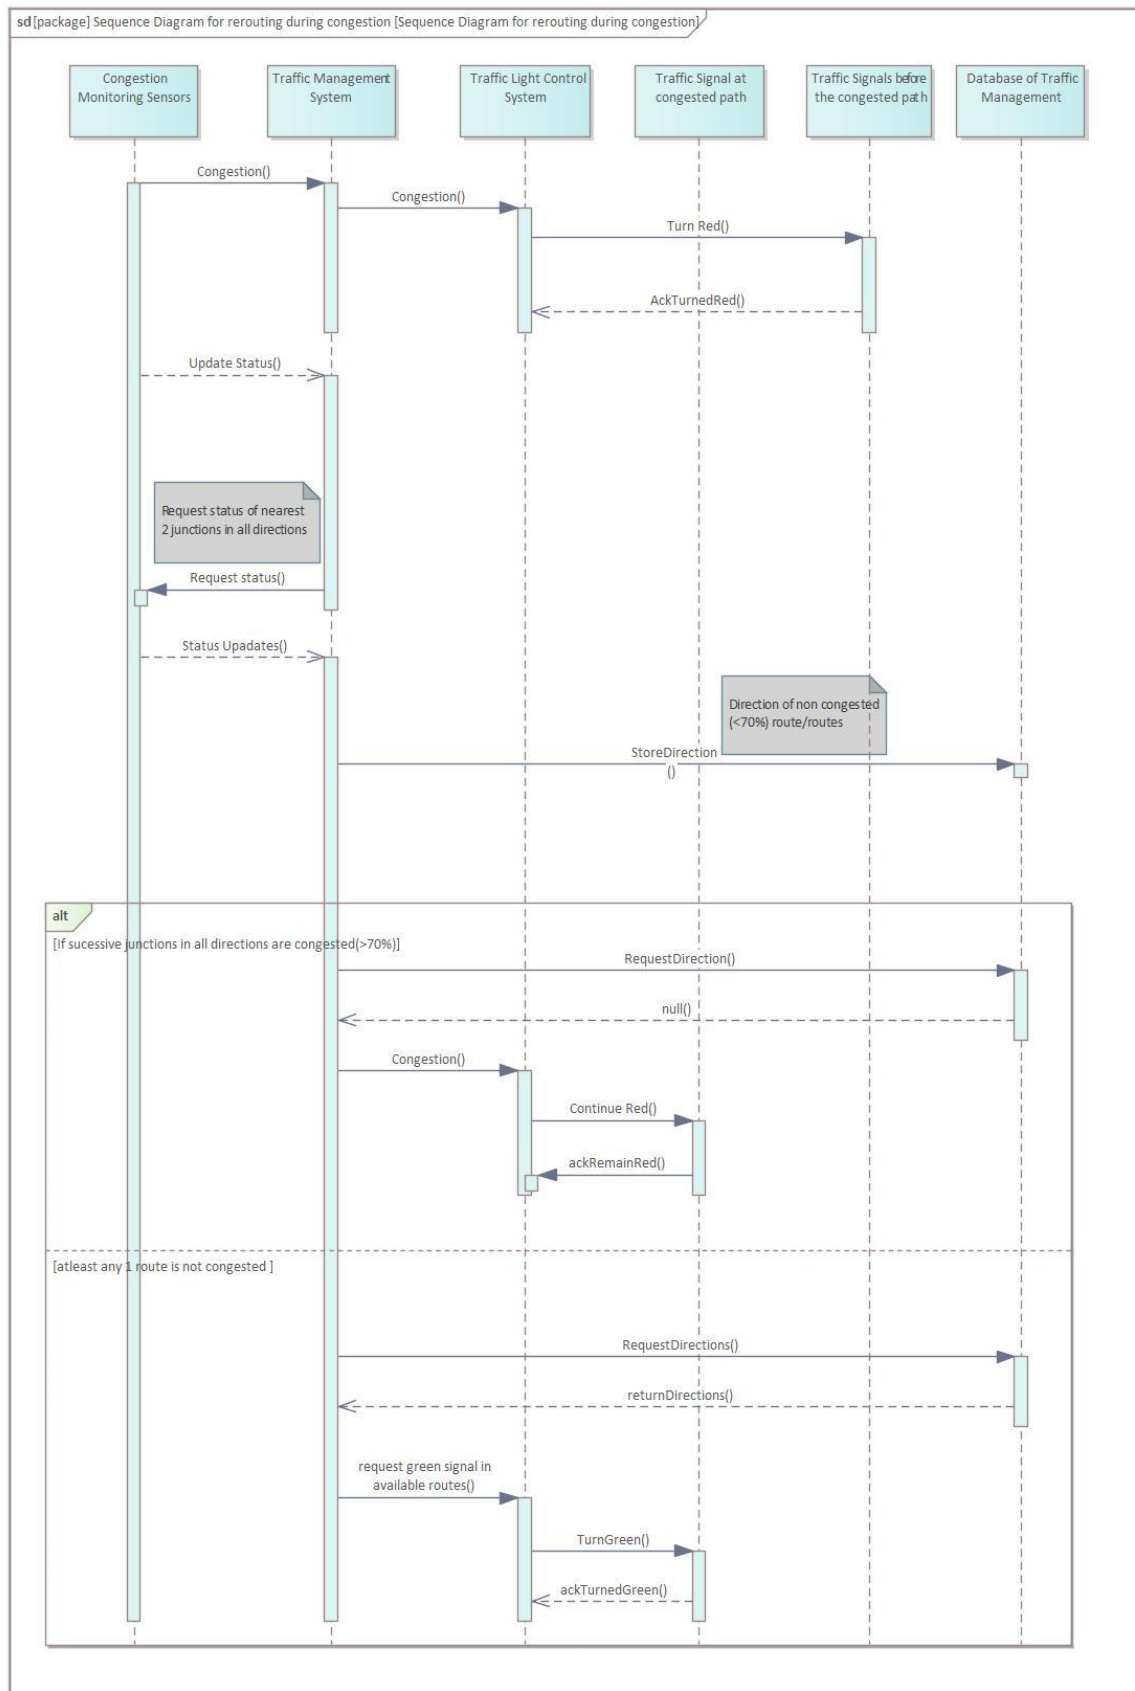 sd [package] Sequence Diagram for rerouting during congestion [Sequence Diagram for rerouting during congestion]
Congestion
Monitoring Sensors
Traffic Management
System
Traffic Light Control
System
Traffic Signal at
congested path
Traffic Signals before
the congested path
Database of Traffic
Management
Congestion()
Congestion()
Turn Red()
AckTurnedRed()
Update Status()
Request status of nearest
2 junctions in all directions
Request status()
Status Upadates()
Direction of non congested
(<70%) route/routes
StoreDirection
()
alt
[If sucessive junctions in all directions are congested(>70%)]
RequestDirection()
null()
Congestion()
Continue Red()
ackRemainRed()
[atleast any 1 route is not congested ]
RequestDirections()
returnDirections()
request green signal in
available routes()
TurnGreen()
ackTurnedGreen()